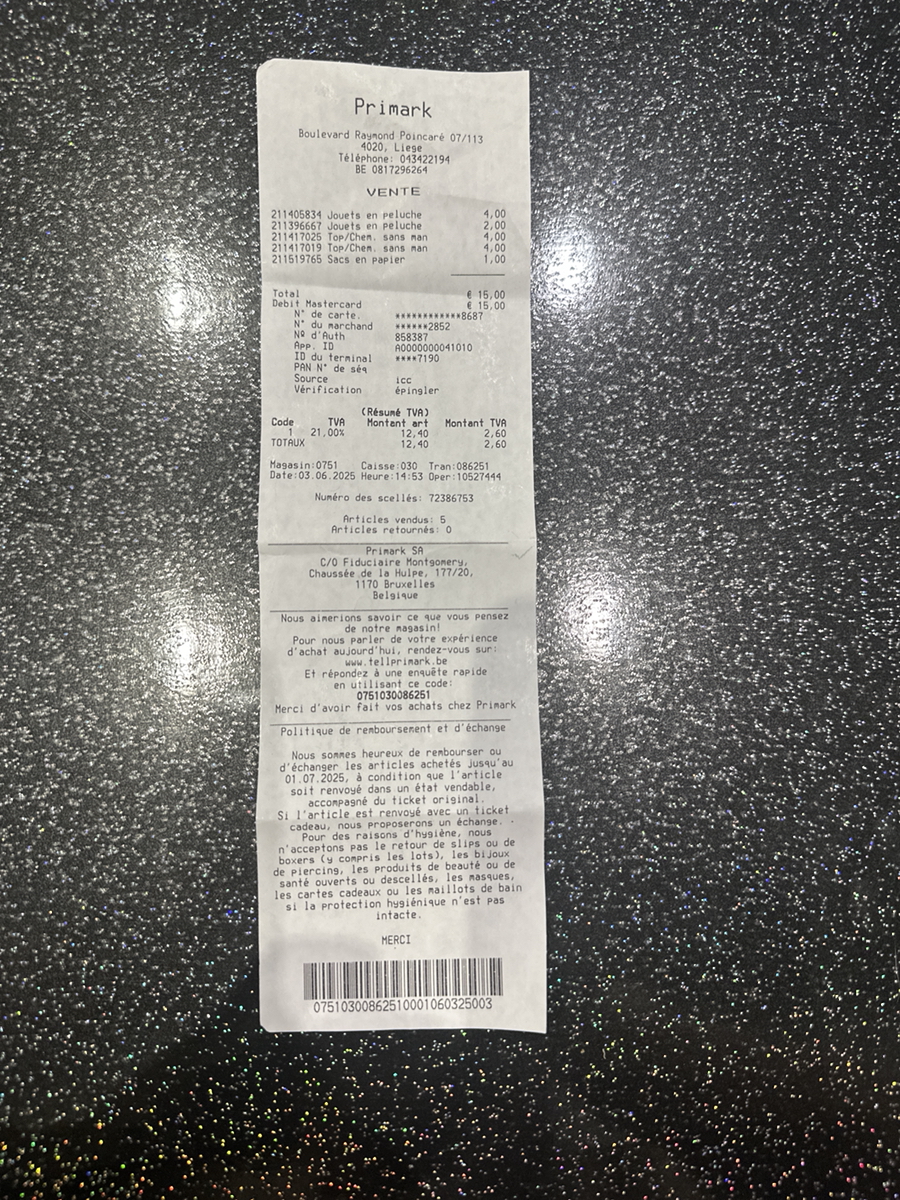 Primark
Boulevard Raymond Poincaré 07/113
4020, Liege
Téléphone: 043422194
BE 0817296264
VENTE
211405834 Jouets en peluche 4,00
211396667 Jouets en peluche 2,00
211417025 Top/Chem. sans man 4,00
211417019 Top/Chem. sans man 4,00
211519765 Sacs en papier 1,00
Total € 15,00
Debit Mastercard € 15,00
N° de carte. ************8687
N° du marchand ******2852
Nº d'Auth 858387
App. ID A0000000041010
ID du terminal ****7190
PAN N° de séq
Source icc
Vérification épingler
(Résumé TVA)
Code TVA Montant art Montant TVA
1 21,00% 12,40 2,60
TOTAUX 12,40 2,60
Magasin:0751 Caisse:030 Tran:086251
Date:03.06.2025 Heure:14:53 Oper:10527444
Numéro des scellés: 72386753
Articles vendus: 5
Articles retournés: 0
Primark SA
C/O Fiduciaire Montgomery,
Chaussée de la Hulpe, 177/20,
1170 Bruxelles
Belgique
Nous aimerions savoir ce que vous pensez
de notre magasin!
Pour nous parler de votre expérience
d'achat aujourd'hui, rendez-vous sur:
www.tellprimark.be
Et répondez à une enquête rapide
en utilisant ce code:
0751030086251
Merci d'avoir fait vos achats chez Primark
Politique de remboursement et d'échange
Nous sommes heureux de rembourser ou
d'échanger les articles achetés jusqu'au
01.07.2025, à condition que l'article
soit renvoyé dans un état vendable,
accompagné du ticket original.
Si l'article est renvoyé avec un ticket
cadeau, nous proposerons un échange.
Pour des raisons d'hygiène, nous
n'acceptons pas le retour de slips ou de
boxers (y compris les lots), les bijoux
de piercing, les produits de beauté ou de
santé ouverts ou descellés, les masques,
les cartes cadeaux ou les maillots de bain
si la protection hygiénique n'est pas
intacte.
MERCI
07510300862510001060325003